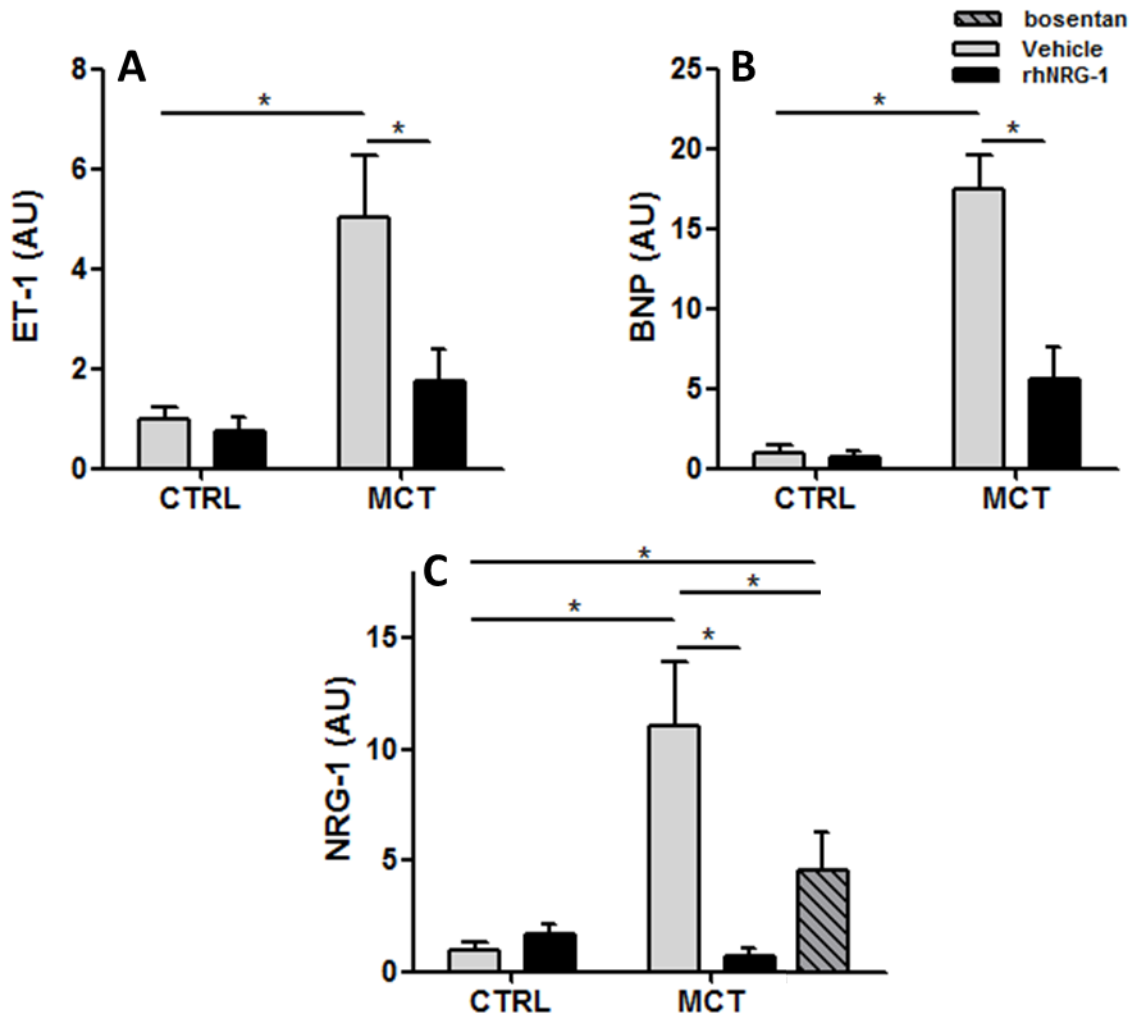 bosentan
Vehicle
rhNRG-1
A
8
6
4
2
0
ET-1 (AU)
*
*
CTRL
MCT
B
25
20
15
10
5
0
BNP (AU)
*
*
CTRL
MCT
C
15
10
5
0
NRG-1 (AU)
*
*
*
*
CTRL
MCT